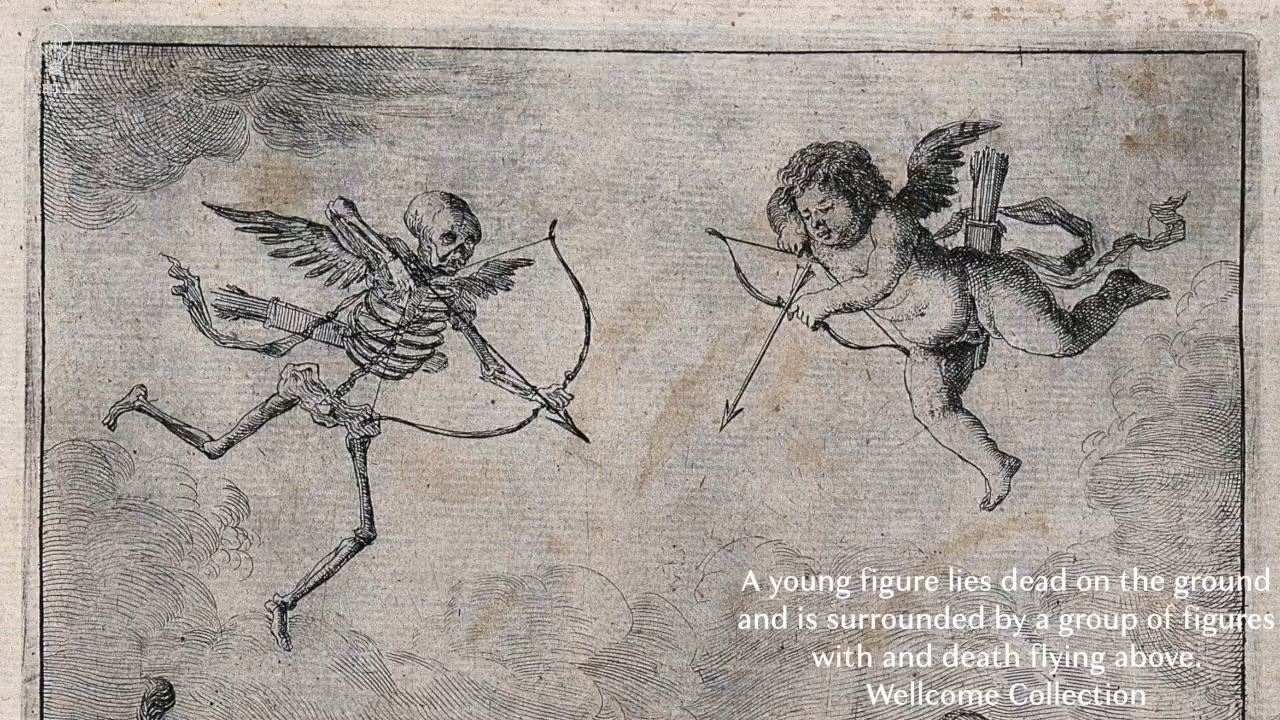 A young figure lies dead on the ground
and is surrounded by a group of figures
with and death flying above.
Wellcome Collection